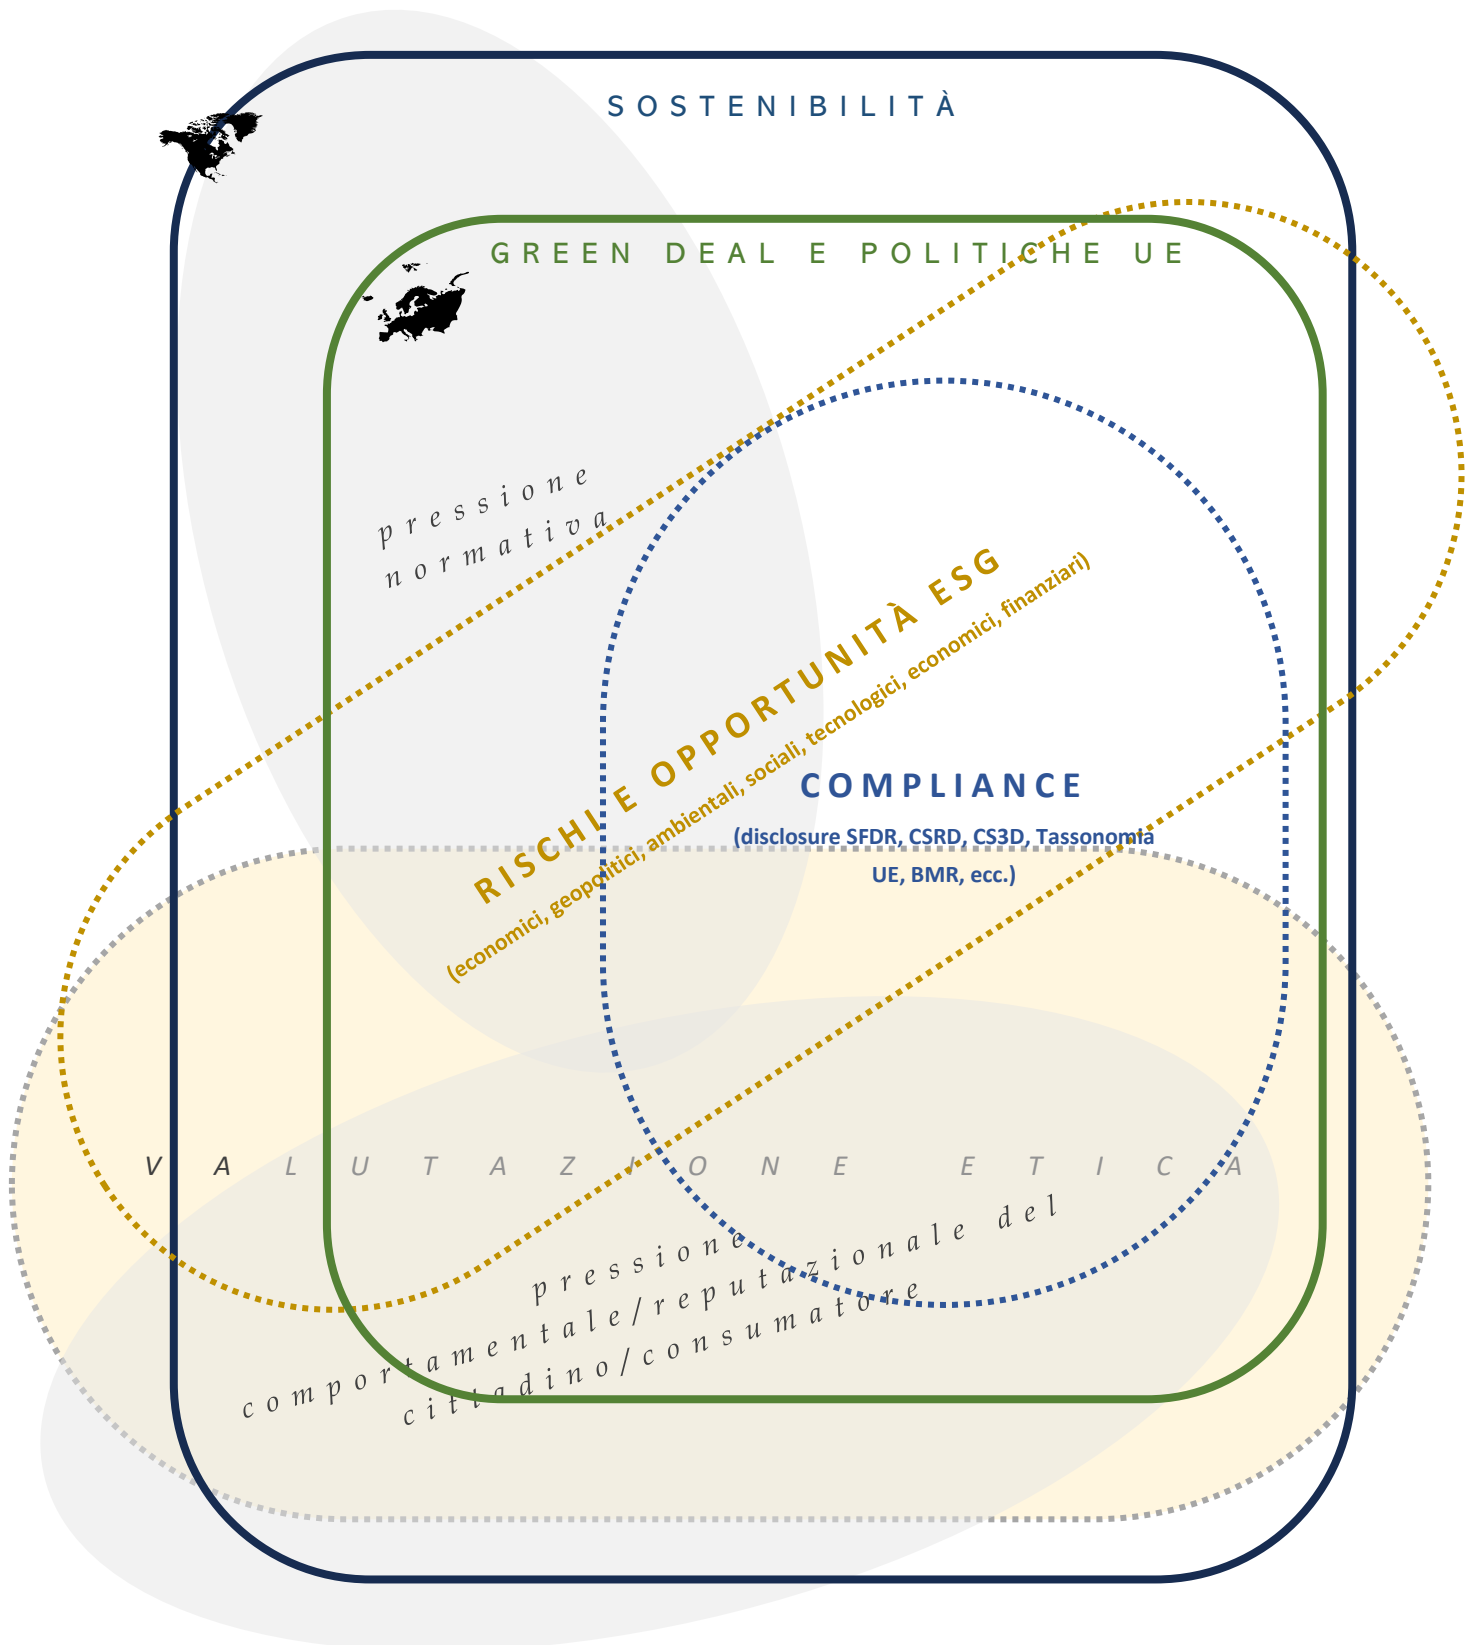 SOSTENIBILITÀ
GREEN DEAL E POLITICHE UE
pressione
normativa
RISCHI E OPPORTUNITÀ ESG
(economici, geopolitici, ambientali, sociali, tecnologici, economici, finanziari)
COMPLIANCE
(disclosure SFDR, CSRD, CS3D, Tassonomia
UE, BMR, ecc.)
VALUTAZIONE ETICA
pressione
comportamentale/reputazionale del
cittadino/consumatore